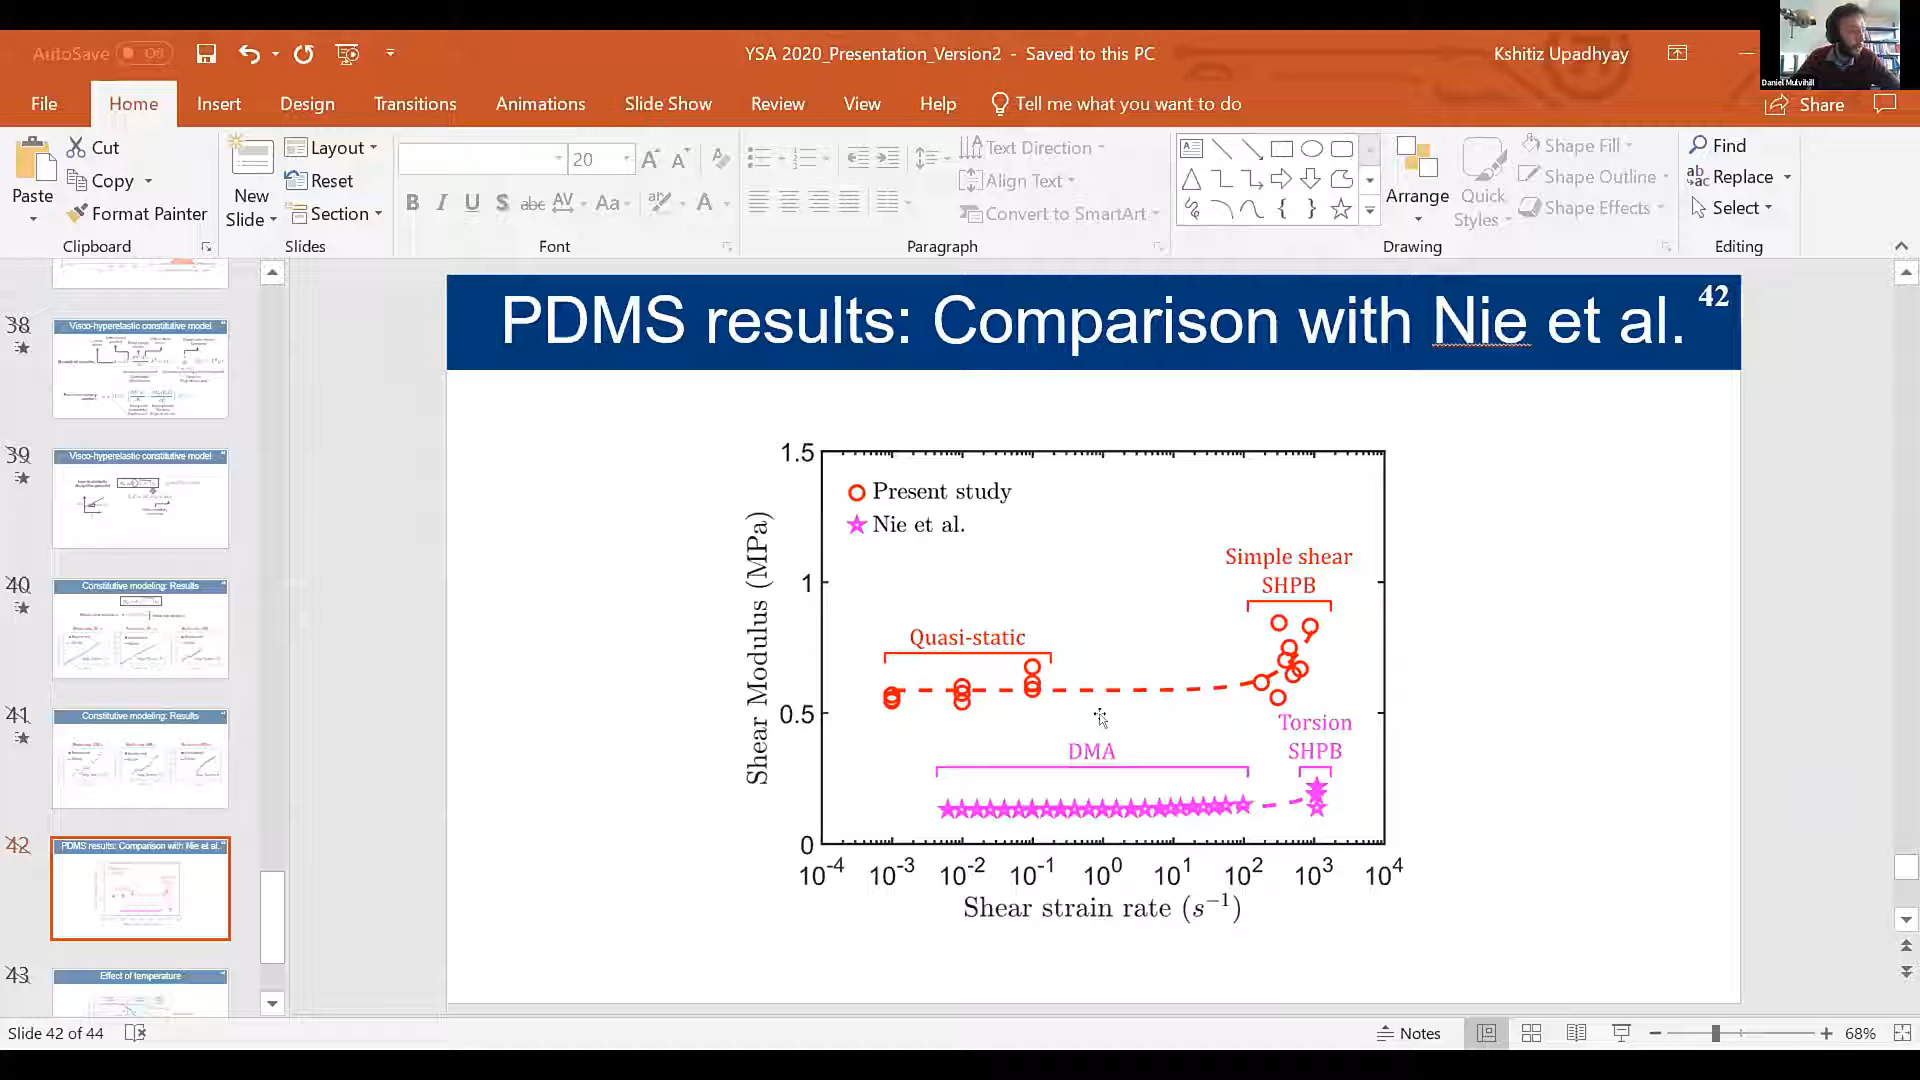 AutoSave Off
YSA 2020_Presentation_Version2 - Saved to this PC
Kshitiz Upadhyay
Daniel Mulvihill
File Home Insert Design Transitions Animations Slide Show Review View Help Tell me what you want to do
Share
Paste
Cut
Copy
Format Painter
Clipboard
New Slide
Layout
Reset
Section
Slides
20
B I U S abc AV Aa A
Font
Text Direction
Align Text
Convert to SmartArt
Paragraph
Arrange
Quick Styles
Shape Fill
Shape Outline
Shape Effects
Drawing
Find
Replace
Select
Editing
38
Visco-hyperelastic constitutive model
39
Visco-hyperelastic constitutive model
40
Constitutive modeling: Results
41
Constitutive modeling: Results
42
PDMS results: Comparison with Nie et al.
43
Effect of temperature
PDMS results: Comparison with Nie et al.
42
1.5
1
0.5
0
Shear Modulus (MPa)
Present study
Nie et al.
Simple shear
SHPB
Quasi-static
Torsion
SHPB
DMA
10⁻⁴ 10⁻³ 10⁻² 10⁻¹ 10⁰ 10¹ 10² 10³ 10⁴
Shear strain rate (s⁻¹)
Slide 42 of 44
Notes
68%